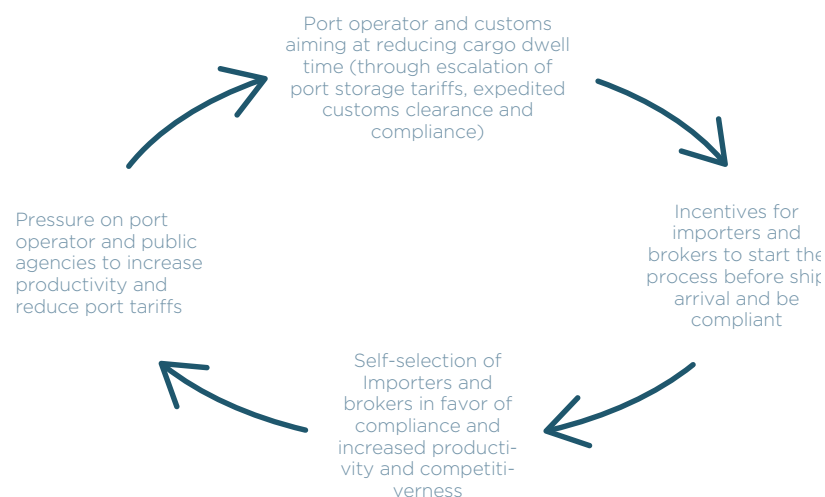 Port operator and customs
aiming at reducing cargo dwell
time (through escalation of
port storage tariffs, expedited
customs clearance and
compliance)
Incentives for
importers and
brokers to start the
process before ship
arrival and be
compliant
Self-selection of
Importers and
brokers in favor of
compliance and
increased producti-
vity and competiti-
verness
Pressure on port
operator and public
agencies to increase
productivity and
reduce port tariffs